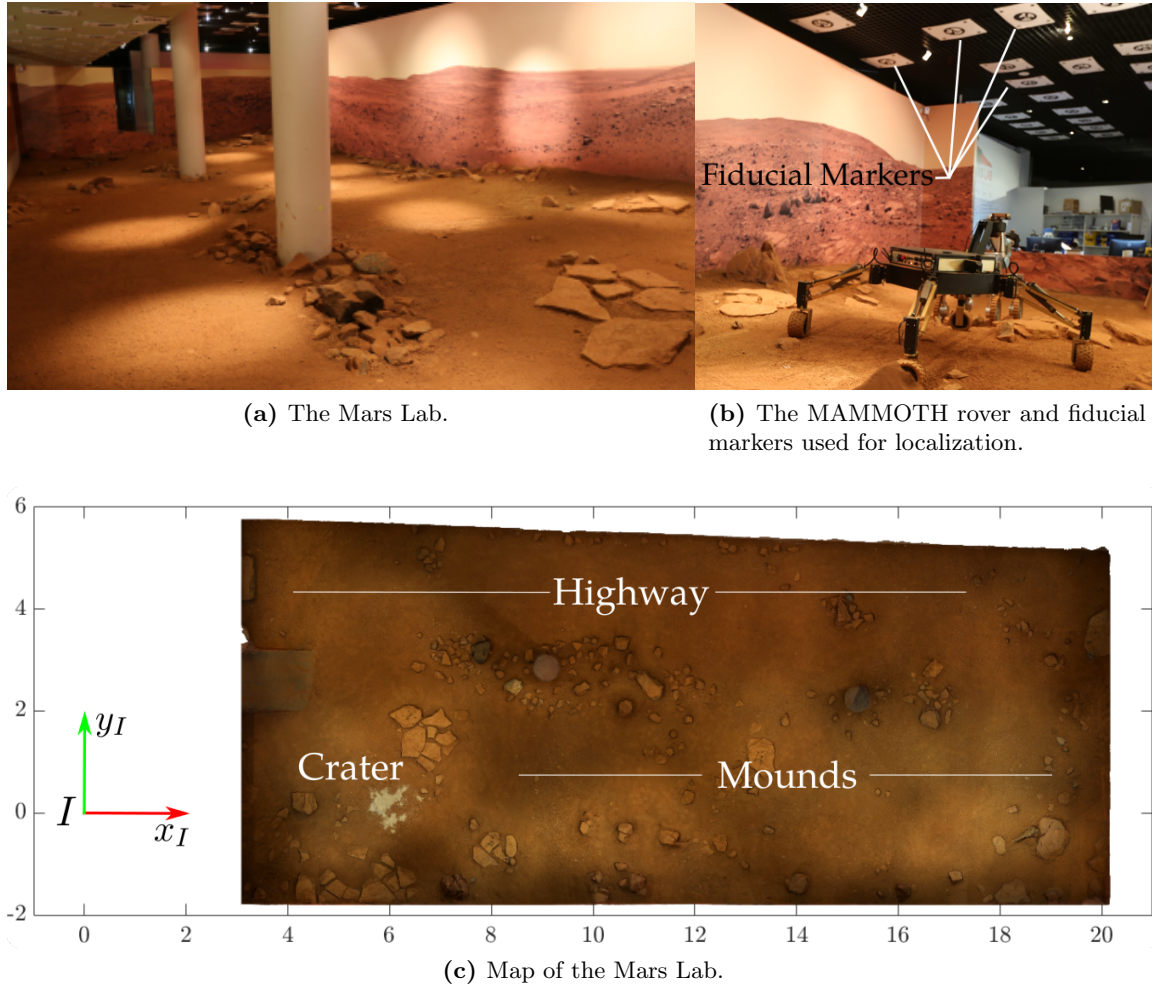 Fiducial Markers
(a) The Mars Lab.
(b) The MAMMOTH rover and fiducial
markers used for localization.
6
4
2
0
-2
Highway
Crater
Mounds
y_I
I
x_I
0 2 4 6 8 10 12 14 16 18 20
(c) Map of the Mars Lab.